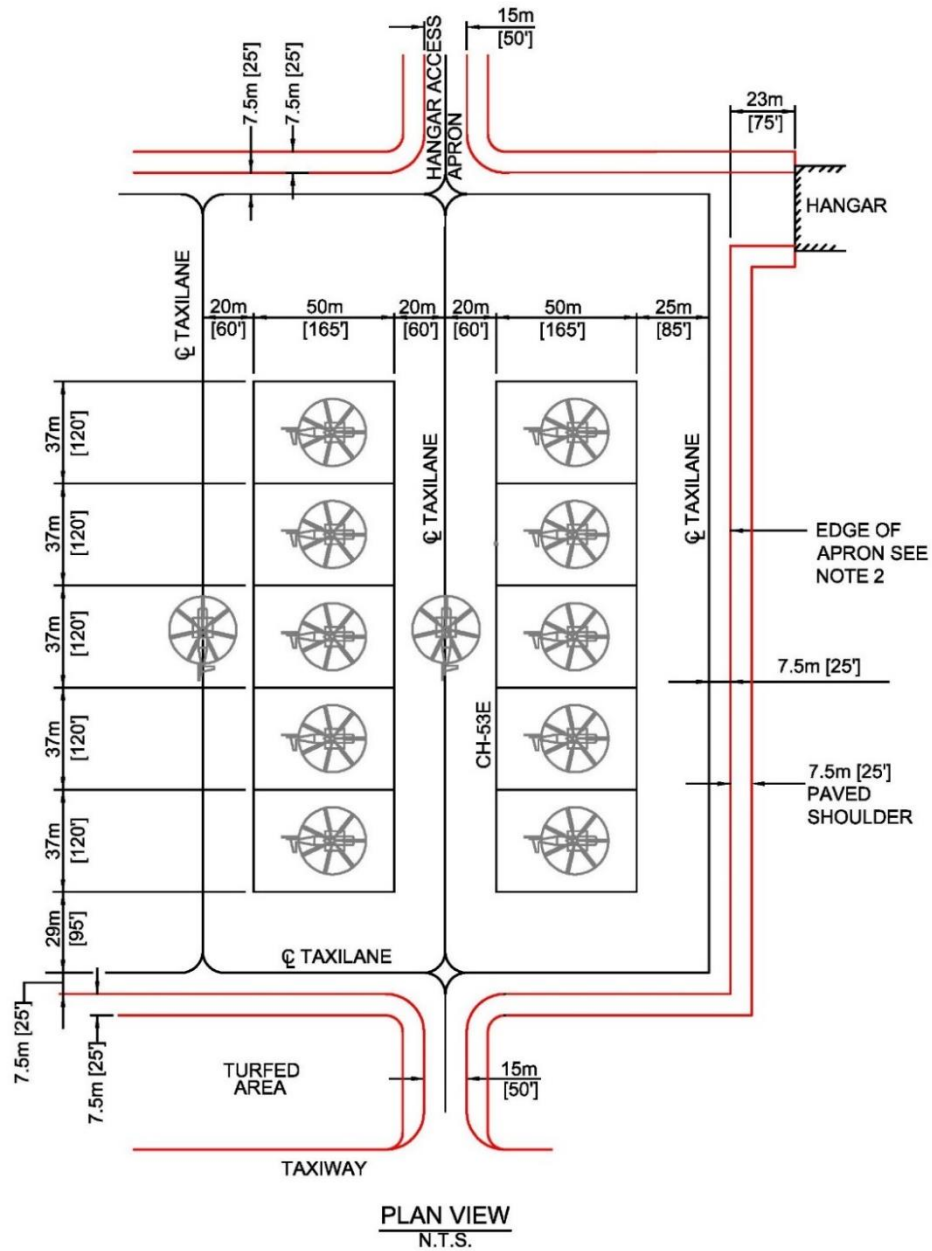 15m
[50']
7.5m [25']
7.5m [25']
HANGAR ACCESS
APRON
23m
[75']
HANGAR
℄ TAXILANE
20m
[60']
50m
[165']
20m
[60']
20m
[60']
50m
[165']
25m
[85']
37m
[120']
37m
[120']
37m
[120']
37m
[120']
37m
[120']
℄ TAXILANE
℄ TAXILANE
EDGE OF
APRON SEE
NOTE 2
7.5m [25']
CH-53E
7.5m [25']
PAVED
SHOULDER
29m
[95']
℄ TAXILANE
7.5m [25']
7.5m [25']
TURFED
AREA
15m
[50']
TAXIWAY
PLAN VIEW
N.T.S.